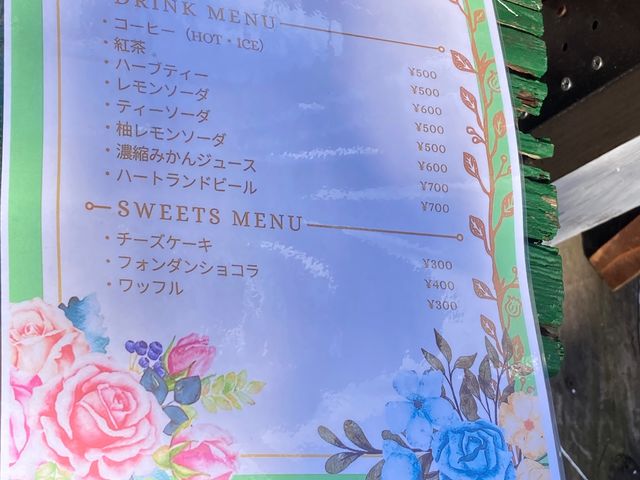 DRINK MENU
・コーヒー（HOT・ICE） ¥500
・紅茶 ¥500
・ハーブティー ¥600
・レモンソーダ ¥500
・ティーソーダ ¥500
・柚レモンソーダ ¥600
・濃縮みかんジュース ¥700
・ハートランドビール ¥700
SWEETS MENU
・チーズケーキ ¥300
・フォンダンショコラ ¥400
・ワッフル ¥300